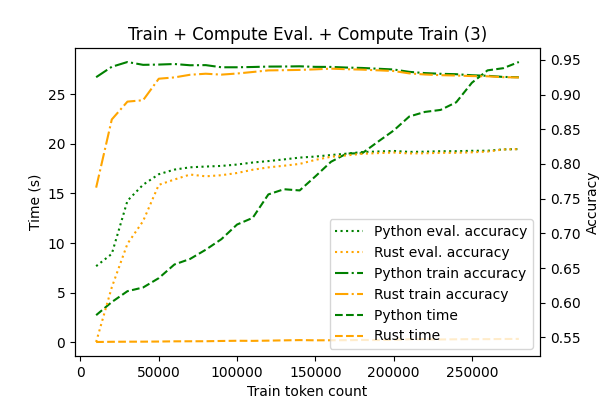 Train + Compute Eval. + Compute Train (3)
Time (s)
25
20
15
10
5
0
0.95
0.90
0.85
0.80
0.75
0.70
0.65
0.60
0.55
Accuracy
Python eval. accuracy
Rust eval. accuracy
Python train accuracy
Rust train accuracy
Python time
Rust time
0 50000 100000 150000 200000 250000
Train token count